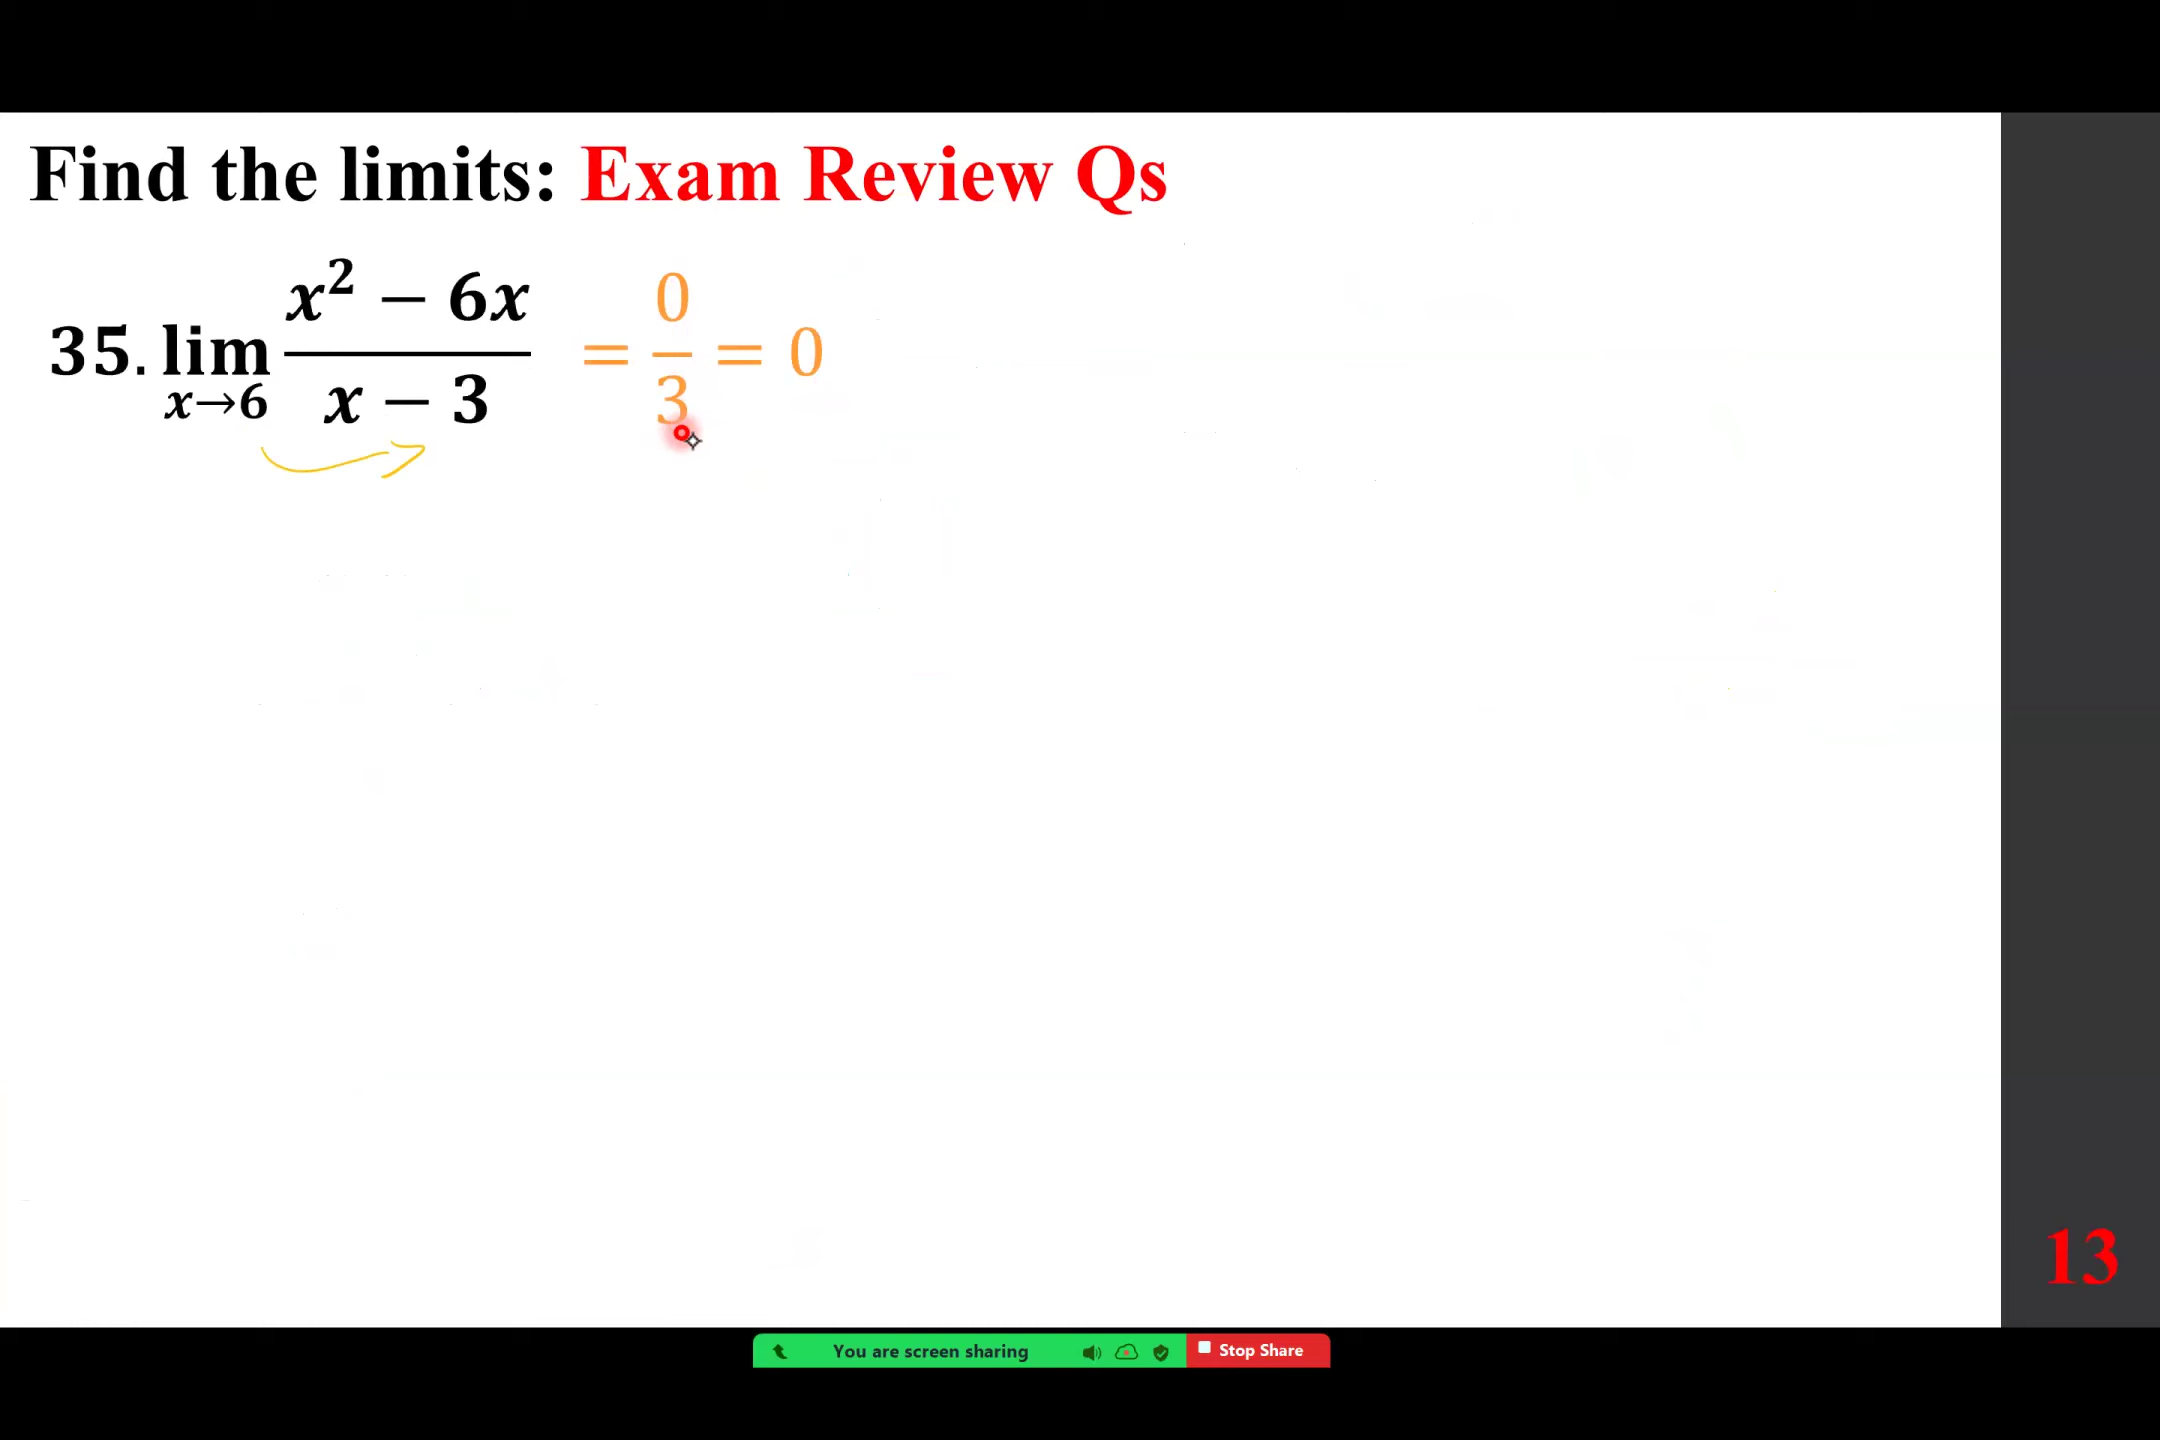 Find the limits: Exam Review Qs
35. lim x→6 (x² − 6x)/(x − 3) = 0/3 = 0
13
You are screen sharing Stop Share